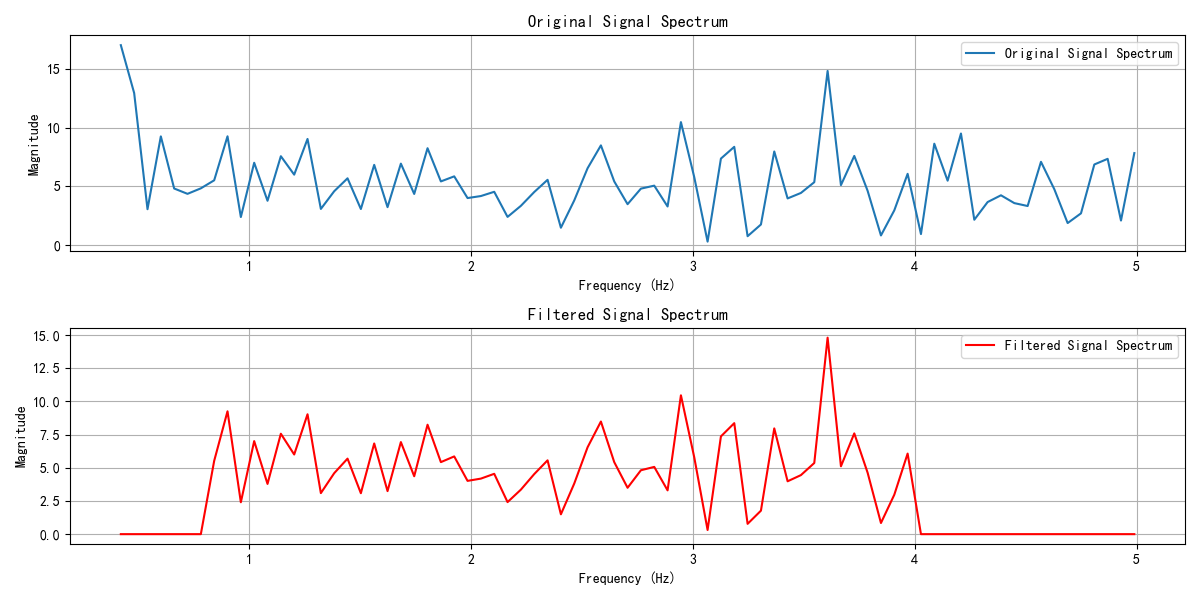 Original Signal Spectrum
Original Signal Spectrum
Magnitude
15
10
5
0
1 2 3 4 5
Frequency (Hz)
Filtered Signal Spectrum
Filtered Signal Spectrum
Magnitude
15.0
12.5
10.0
7.5
5.0
2.5
0.0
1 2 3 4 5
Frequency (Hz)